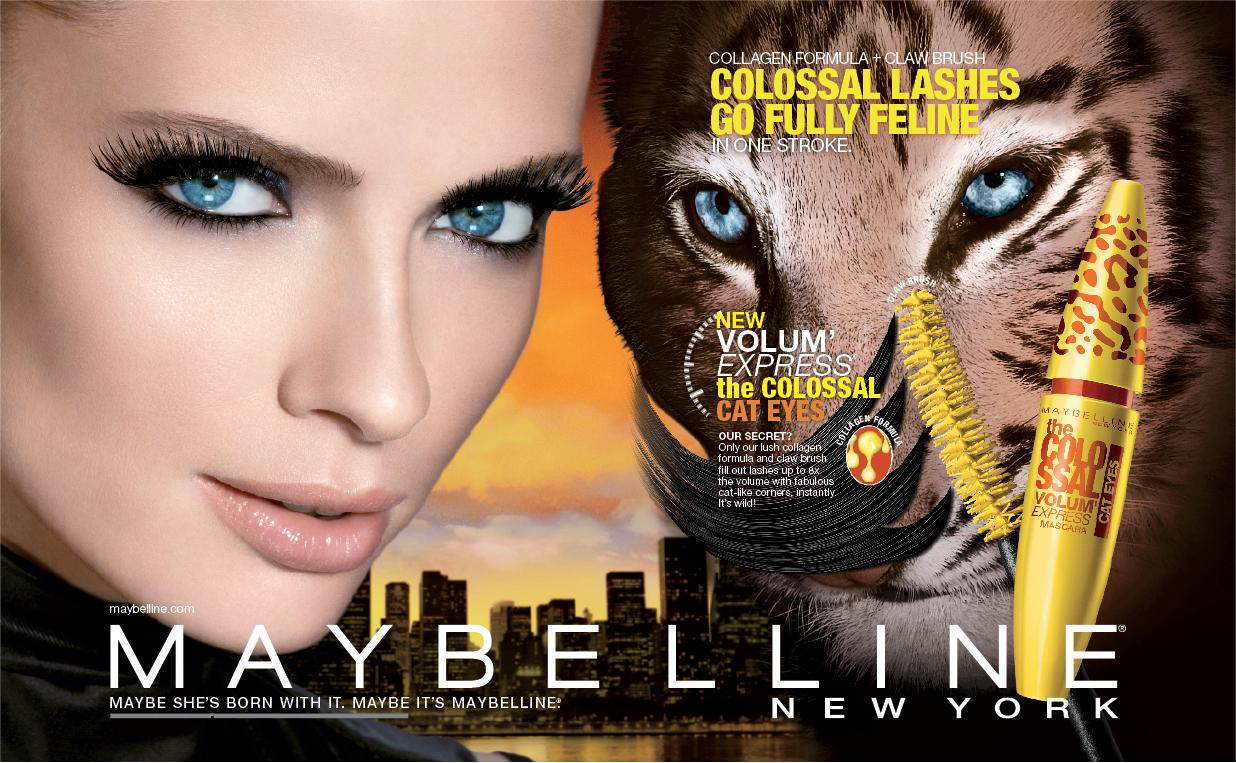 COLLAGEN FORMULA + CLAW BRUSH
COLOSSAL LASHES
GO FULLY FELINE
IN ONE STROKE.
CLAW BRUSH
NEW
VOLUM'
EXPRESS®
the COLOSSAL
CAT EYES
OUR SECRET?
Only our lush collagen
formula and claw brush
fill out lashes up to 8x
the volume with fabulous
cat-like corners, instantly.
It's wild!
COLLAGEN FORMULA
MAYBELLINE
NEW YORK
the
COLO
SSAL
VOLUM'
EXPRESS
MASCARA
CAT EYES
maybelline.com
MAYBELLINE®
NEW YORK
MAYBE SHE'S BORN WITH IT. MAYBE IT'S MAYBELLINE.®